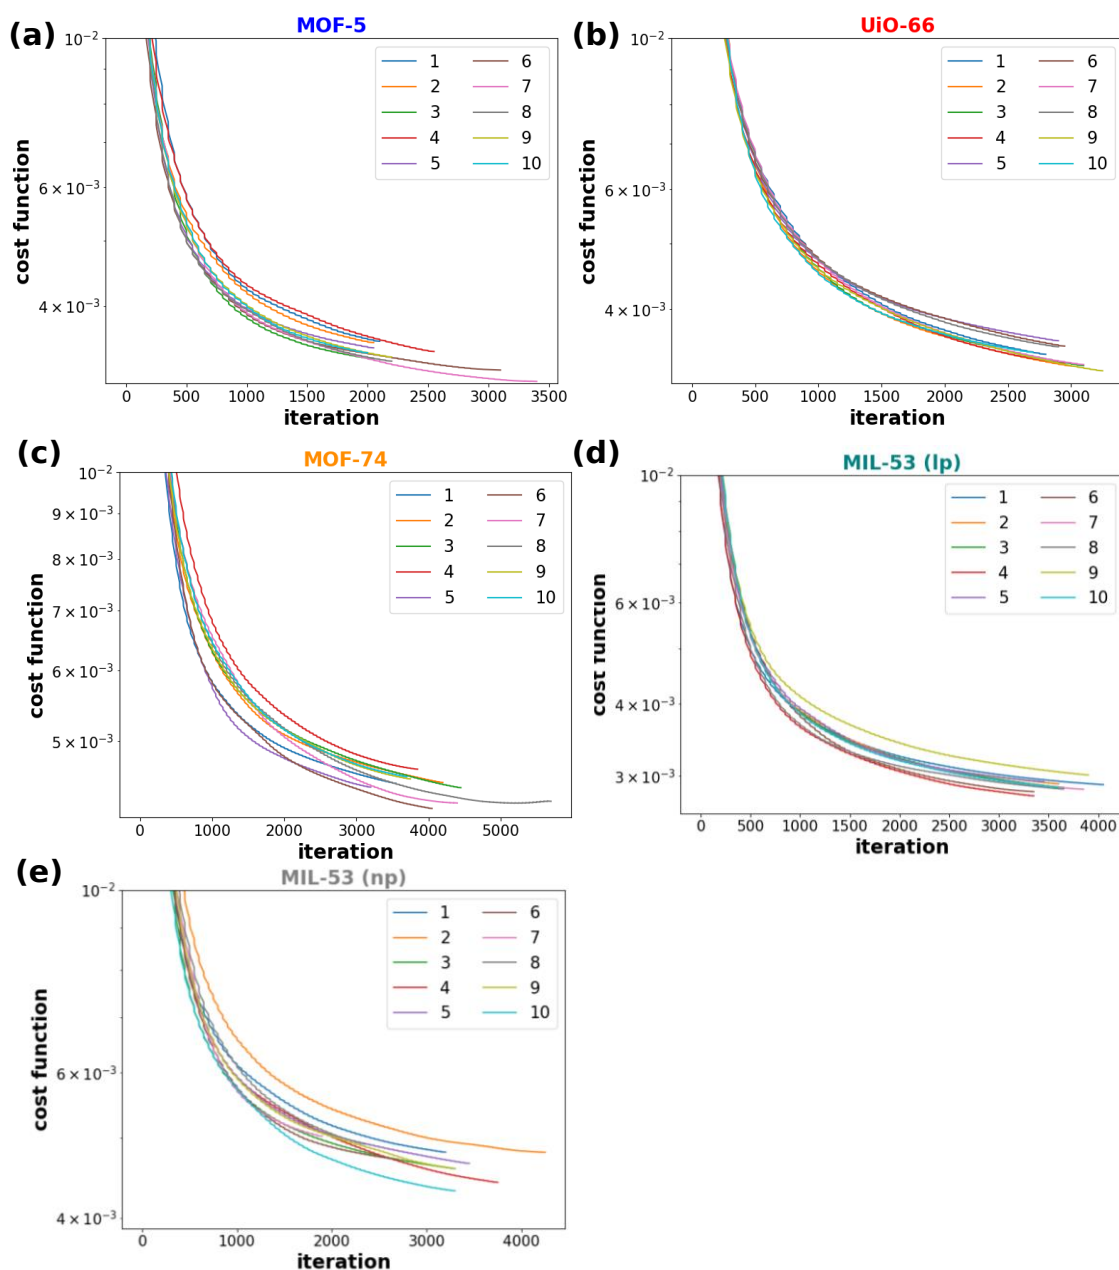 (a)
MOF-5
10⁻²
6 × 10⁻³
4 × 10⁻³
cost function
0 500 1000 1500 2000 2500 3000 3500
iteration
1 6
2 7
3 8
4 9
5 10
(b)
UiO-66
10⁻²
6 × 10⁻³
4 × 10⁻³
cost function
0 500 1000 1500 2000 2500 3000
iteration
1 6
2 7
3 8
4 9
5 10
(c)
MOF-74
10⁻²
9 × 10⁻³
8 × 10⁻³
7 × 10⁻³
6 × 10⁻³
5 × 10⁻³
cost function
0 1000 2000 3000 4000 5000
iteration
1 6
2 7
3 8
4 9
5 10
(d)
MIL-53 (lp)
10⁻²
6 × 10⁻³
4 × 10⁻³
3 × 10⁻³
cost function
0 500 1000 1500 2000 2500 3000 3500 4000
iteration
1 6
2 7
3 8
4 9
5 10
(e)
MIL-53 (np)
10⁻²
6 × 10⁻³
4 × 10⁻³
cost function
0 1000 2000 3000 4000
iteration
1 6
2 7
3 8
4 9
5 10